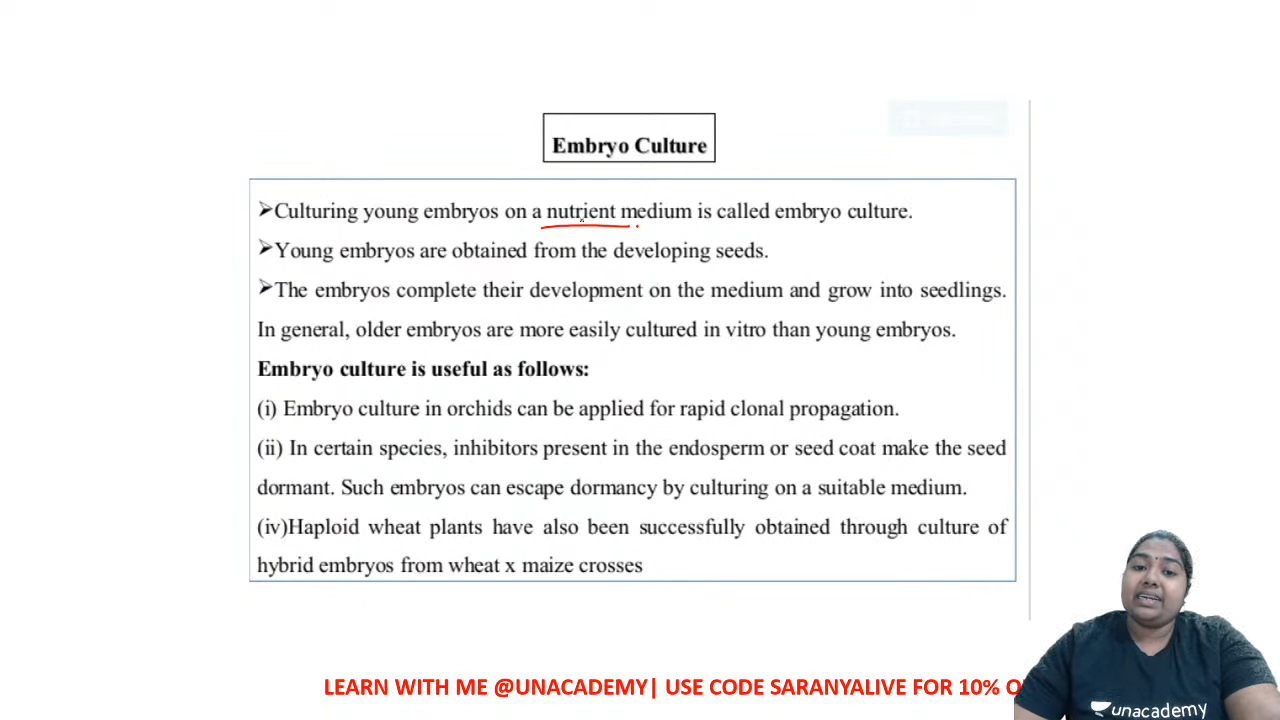 Embryo Culture
➢Culturing young embryos on a nutrient medium is called embryo culture.
➢Young embryos are obtained from the developing seeds.
➢The embryos complete their development on the medium and grow into seedlings.
In general, older embryos are more easily cultured in vitro than young embryos.
Embryo culture is useful as follows:
(i) Embryo culture in orchids can be applied for rapid clonal propagation.
(ii) In certain species, inhibitors present in the endosperm or seed coat make the seed
dormant. Such embryos can escape dormancy by culturing on a suitable medium.
(iv)Haploid wheat plants have also been successfully obtained through culture of
hybrid embryos from wheat x maize crosses
LEARN WITH ME @UNACADEMY| USE CODE SARANYALIVE FOR 10% O
unacademy